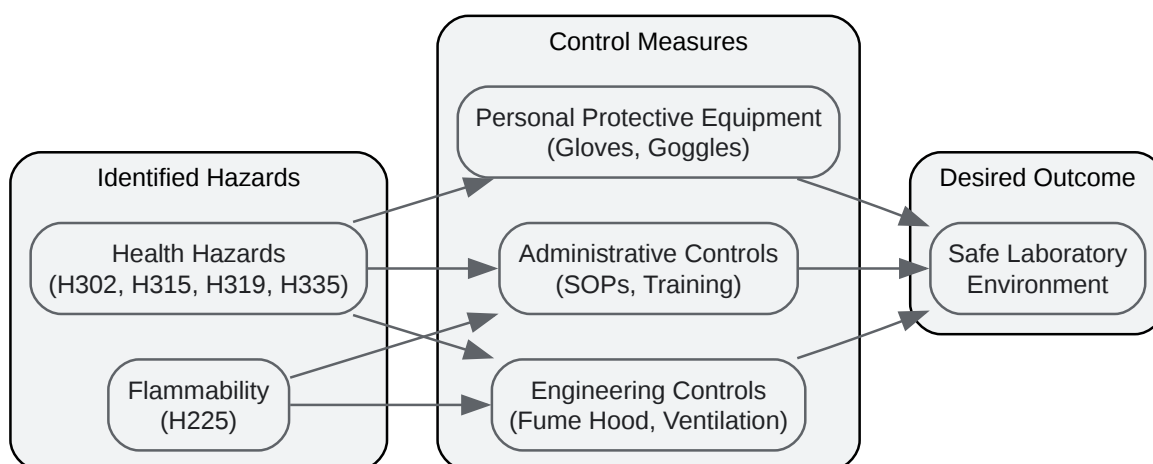 Control Measures
Personal Protective Equipment
(Gloves, Goggles)
Identified Hazards
Desired Outcome
Health Hazards
(H302, H315, H319, H335)
Administrative Controls
(SOPs, Training)
Safe Laboratory
Environment
Flammability
(H225)
Engineering Controls
(Fume Hood, Ventilation)